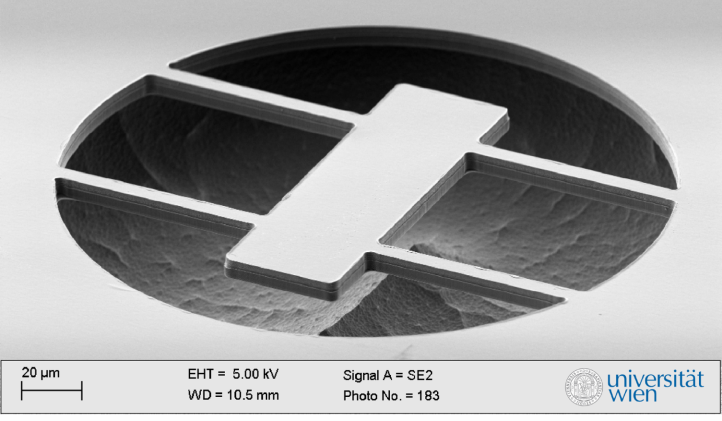 20 µm
EHT = 5.00 kV
WD = 10.5 mm
Signal A = SE2
Photo No. = 183
universität
wien